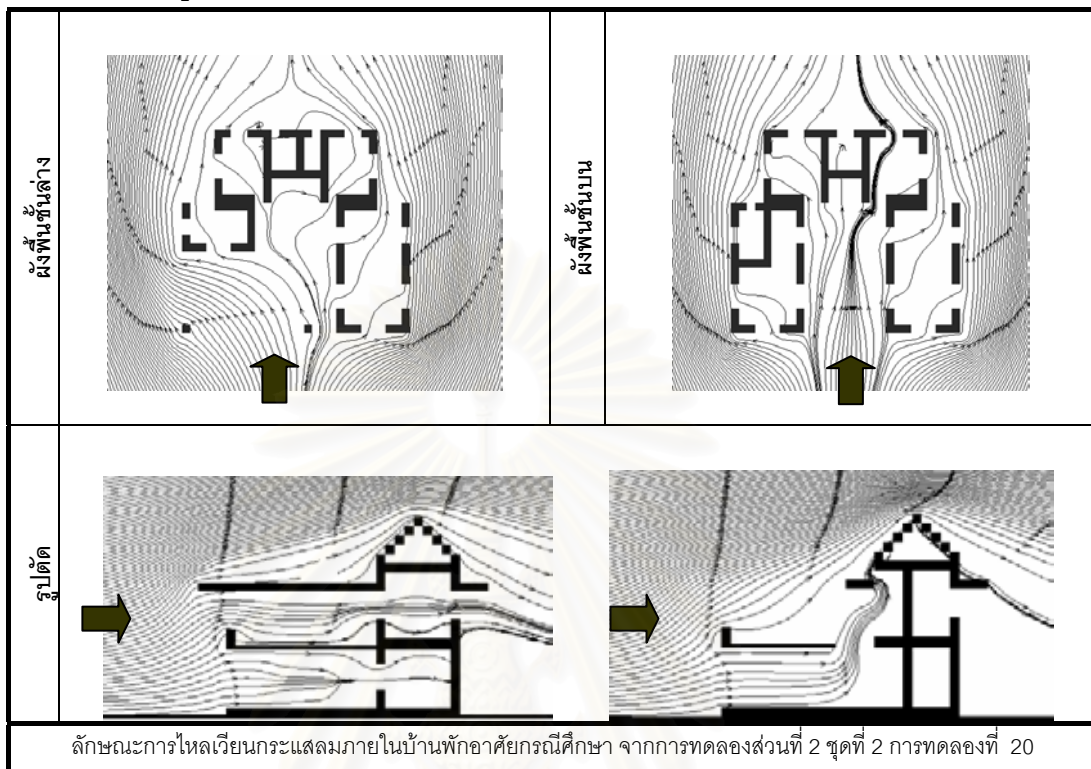 ผังพื้นชั้นล่าง
ผังพื้นชั้นบน
รูปตัด
ลักษณะการไหลเวียนกระแสลมภายในบ้านพักอาศัยกรณีศึกษา จากการทดลองส่วนที่ 2 ชุดที่ 2 การทดลองที่ 20